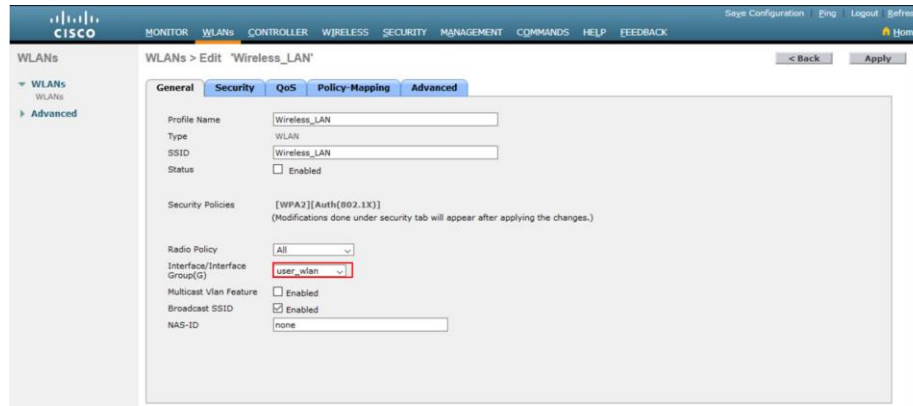 Save Configuration Ping Logout Refres
CISCO
MONITOR WLANs CONTROLLER WIRELESS SECURITY MANAGEMENT COMMANDS HELP FEEDBACK
Hom
WLANs
WLANs > Edit 'Wireless_LAN'
< Back Apply
WLANs
WLANs
Advanced
General Security QoS Policy-Mapping Advanced
Profile Name Wireless_LAN
Type WLAN
SSID Wireless_LAN
Status Enabled
Security Policies [WPA2][Auth(802.1X)]
(Modifications done under security tab will appear after applying the changes.)
Radio Policy All
Interface/Interface
Group(G) user_wlan
Multicast Vlan Feature Enabled
Broadcast SSID Enabled
NAS-ID none